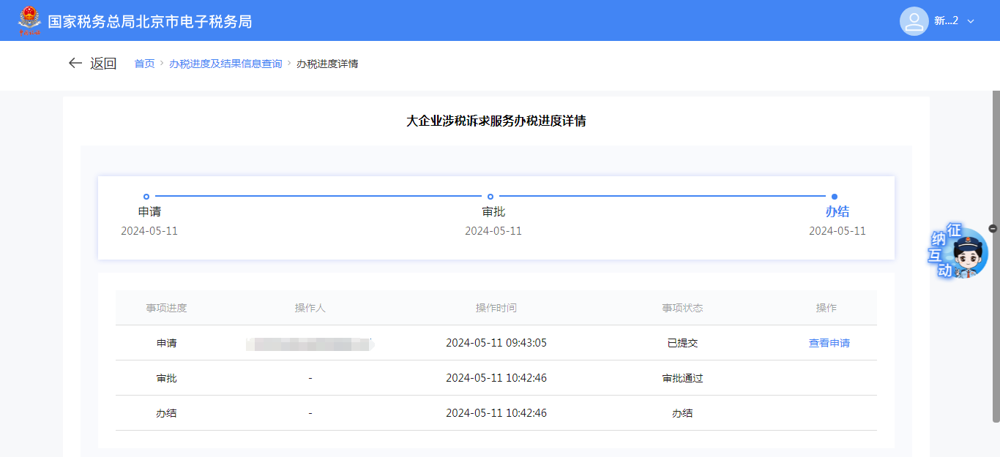 国家税务总局北京市电子税务局
新...2
返回 首页 > 办税进度及结果信息查询 > 办税进度详情
大企业涉税诉求服务办税进度详情
申请 审批 办结
2024-05-11 2024-05-11 2024-05-11
征纳互动
事项进度 操作人 操作时间 事项状态 操作
申请 2024-05-11 09:43:05 已提交 查看申请
审批 - 2024-05-11 10:42:46 审批通过
办结 - 2024-05-11 10:42:46 办结